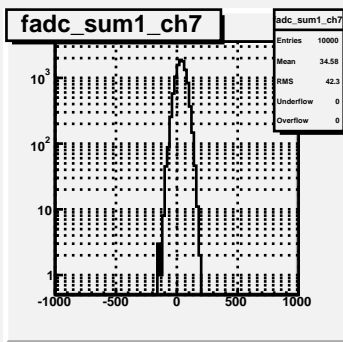 fadc_sum1_ch7
adc_sum1_ch7
Entries 10000
Mean 34.58
RMS 42.3
Underflow 0
Overflow 0
10³
10²
10
1
-1000 -500 0 500 1000